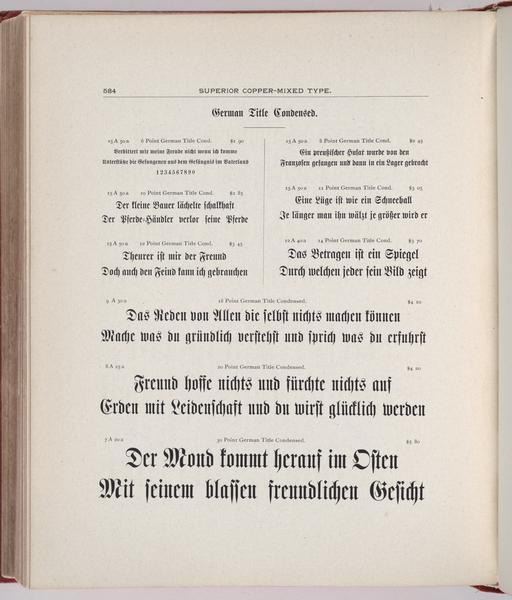 584
SUPERIOR COPPER-MIXED TYPE.
German Title Condensed.
15 A 50 a 6 Point German Title Cond. $1 90
Verbittert mir meine Freude nicht wenn ich komme
Unterstütze die Gefangenen aus dem Gefängniß im Vaterland
1234567890
15 A 50 a 10 Point German Title Cond. $2 85
Der kleine Bauer lächelte schalkhaft
Der Pferde-Händler verlor seine Pferde
15 A 50 a 12 Point German Title Cond. $3 45
Theurer ist mir der Freund
Doch auch den Feind kann ich gebrauchen
15 A 50 a 8 Point German Title Cond. $2 45
Ein preußischer Husar wurde von den
Franzosen gefangen und dann in ein Lager gebracht
15 A 50 a 11 Point German Title Cond. $3 05
Eine Lüge ist wie ein Schneeball
Je länger man ihn wälzt je größer wird er
12 A 40 a 14 Point German Title Cond. $3 70
Das Betragen ist ein Spiegel
Durch welchen jeder sein Bild zeigt
9 A 30 a 18 Point German Title Condensed. $4 20
Das Reden von Allen die selbst nichts machen können
Mache was du gründlich verstehst und sprich was du erfuhrst
8 A 25 a 20 Point German Title Condensed. $4 20
Freund hoffe nichts und fürchte nichts auf
Erden mit Leidenschaft und du wirst glücklich werden
7 A 20 a 30 Point German Title Condensed. $5 80
Der Mond kommt herauf im Osten
Mit seinem blassen freundlichen Gesicht